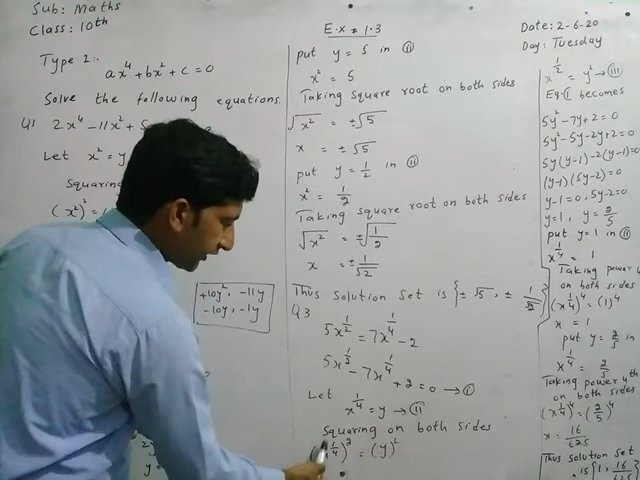 Sub: Maths
Class: 10th
Type 2:
ax⁴ + bx² + c = 0
Solve the following equations.
Q1 2x⁴ - 11x² + 5
Let x² = y
Squaring
(x²)² =
+10y², -11y
-10y, -1y
2y
y =
E.x # 1.3
put y = 5 in (ii)
x² = 5
Taking square root on both sides
√x² = ±√5
x = ±√5
put y = 1/2 in (ii)
x² = 1/2
Taking square root on both sides
√x² = ±√(1/2)
x = ±1/√2
Thus Solution Set is {±√5, ± 1/√2}
Q3
5x^(1/2) = 7x^(1/4) - 2
5x^(1/2) - 7x^(1/4) + 2 = 0 → (i)
Let
x^(1/4) = y → (ii)
Squaring on both sides
(x^(1/4))² = (y)²
Date: 2-6-20
Day: Tuesday
x^(1/2) = y² → (iii)
Eq (i) becomes
5y² - 7y + 2 = 0
5y² - 5y - 2y + 2 = 0
5y(y-1) - 2(y-1) = 0
(y-1)(5y-2) = 0
y-1 = 0, 5y-2 = 0
y = 1, y = 2/5
put y = 1 in (ii)
x^(1/4) = 1
Taking power 4
on both sides
(x^(1/4))⁴ = (1)⁴
x = 1
put y = 2/5 in
x^(1/4) = 2/5
Taking power 4th
on both sides
(x^(1/4))⁴ = (2/5)⁴
x = 16/625
Thus Solution Set
is {1, 16/625}